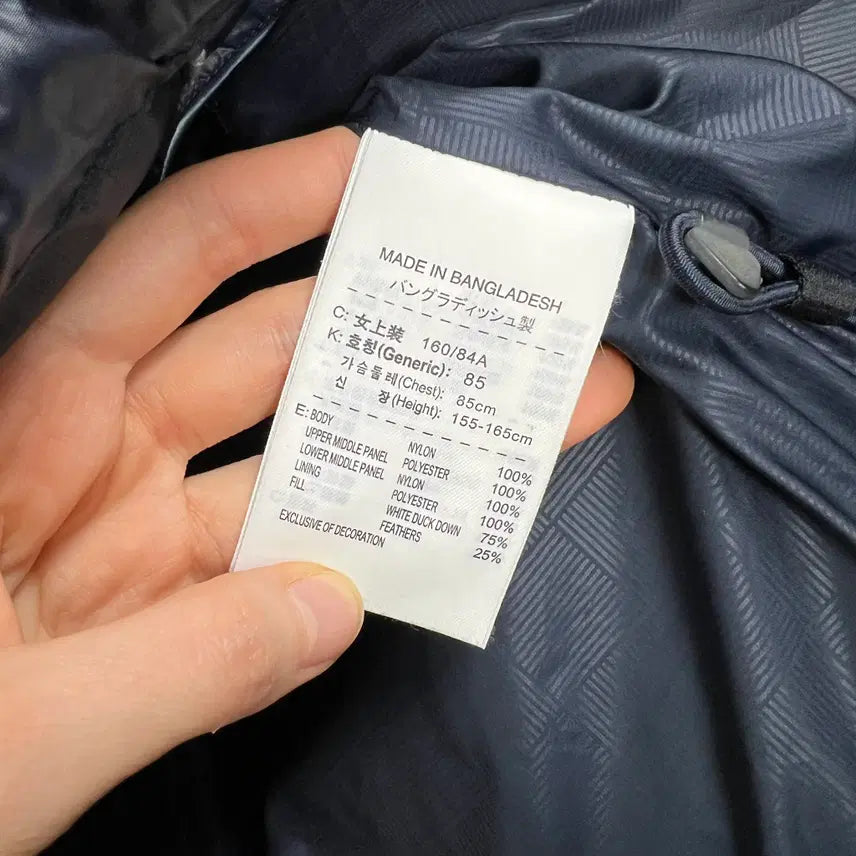 MADE IN BANGLADESH
バングラディッシュ製
C: 女上装 160/84A
K: 호칭(Generic): 85
가슴둘레(Chest): 85cm
신 장(Height): 155-165cm
E: BODY NYLON 100%
UPPER MIDDLE PANEL POLYESTER 100%
LOWER MIDDLE PANEL NYLON 100%
LINING POLYESTER 100%
FILL WHITE DUCK DOWN 75%
FEATHERS 25%
EXCLUSIVE OF DECORATION